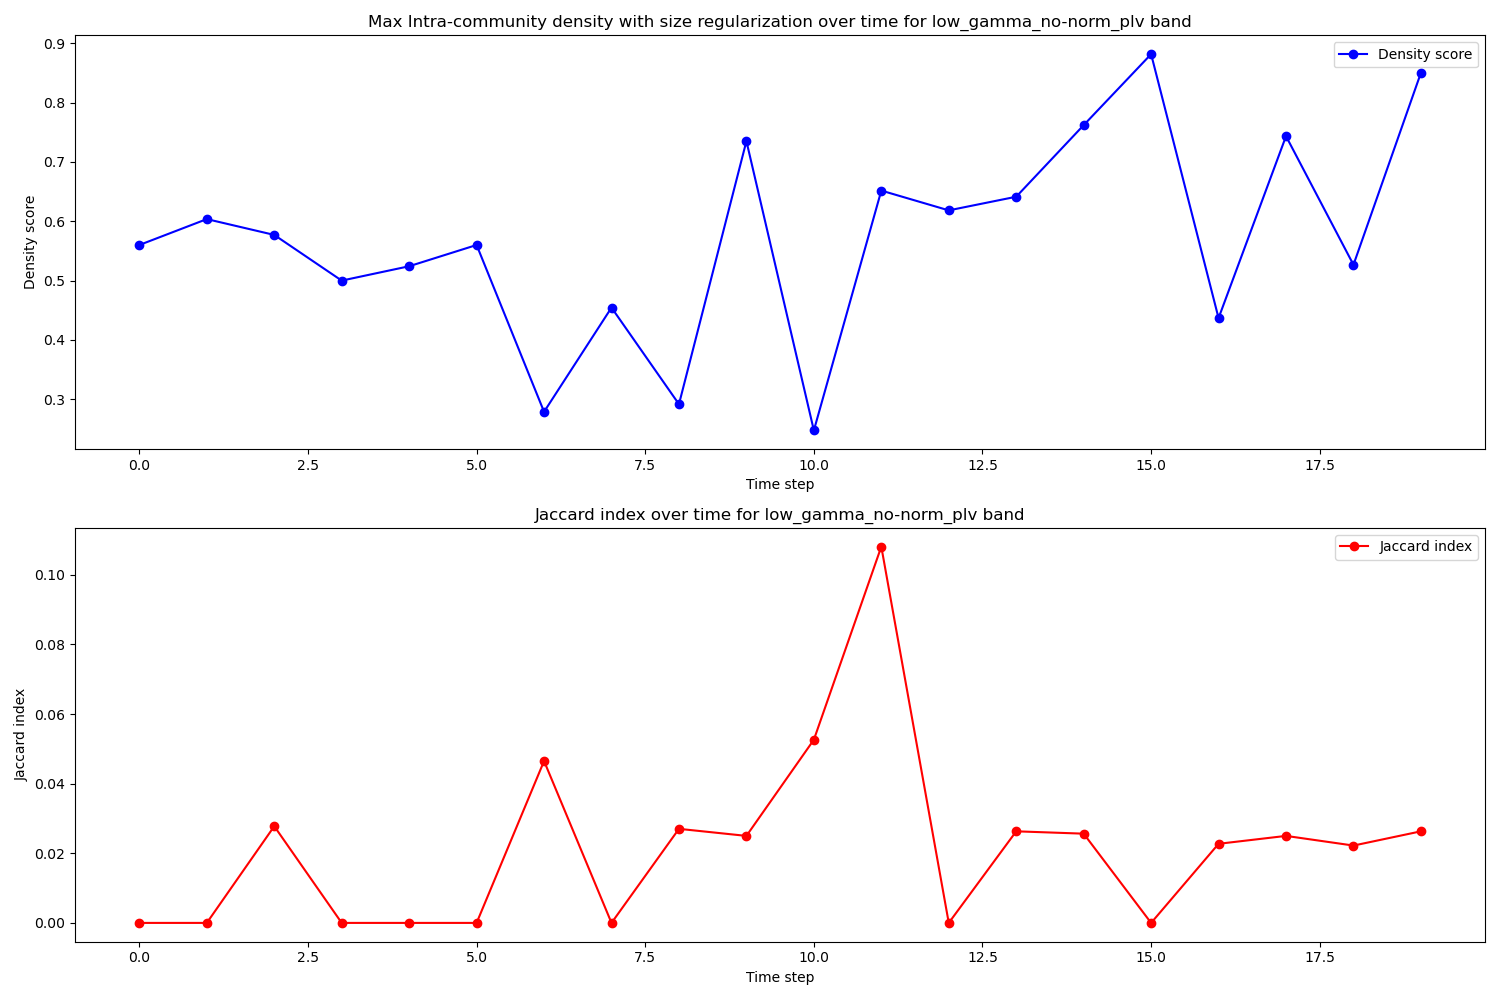 Max Intra-community density with size regularization over time for low_gamma_no-norm_plv band
Density score
0.9
0.8
0.7
0.6
0.5
0.4
0.3
Density score
0.0 2.5 5.0 7.5 10.0 12.5 15.0 17.5
Time step
Jaccard index over time for low_gamma_no-norm_plv band
Jaccard index
0.10
0.08
0.06
0.04
0.02
0.00
Jaccard index
0.0 2.5 5.0 7.5 10.0 12.5 15.0 17.5
Time step